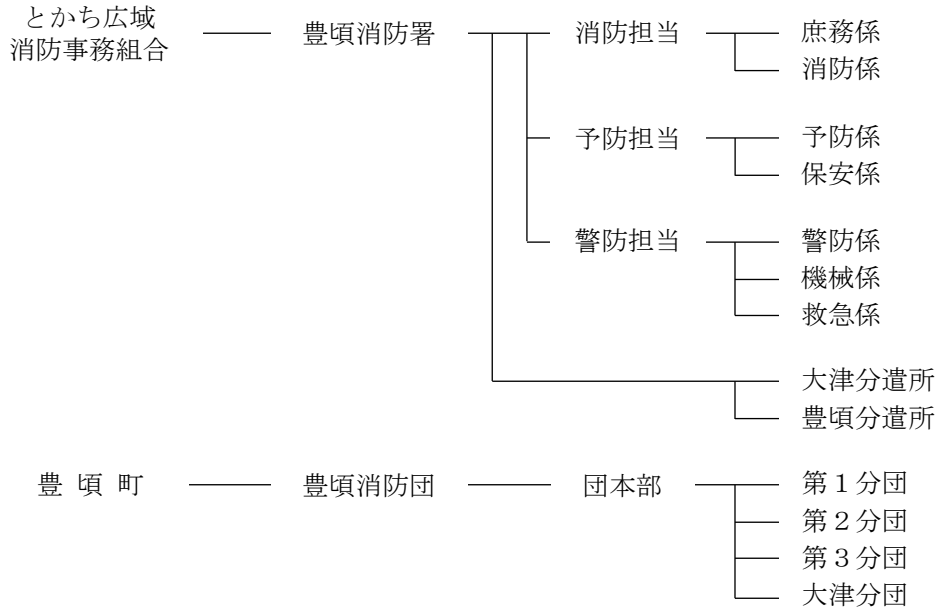 とかち広域
消防事務組合
豊頃消防署
消防担当
庶務係
消防係
予防担当
予防係
保安係
警防担当
警防係
機械係
救急係
大津分遣所
豊頃分遣所
豊 頃 町
豊頃消防団
団本部
第１分団
第２分団
第３分団
大津分団